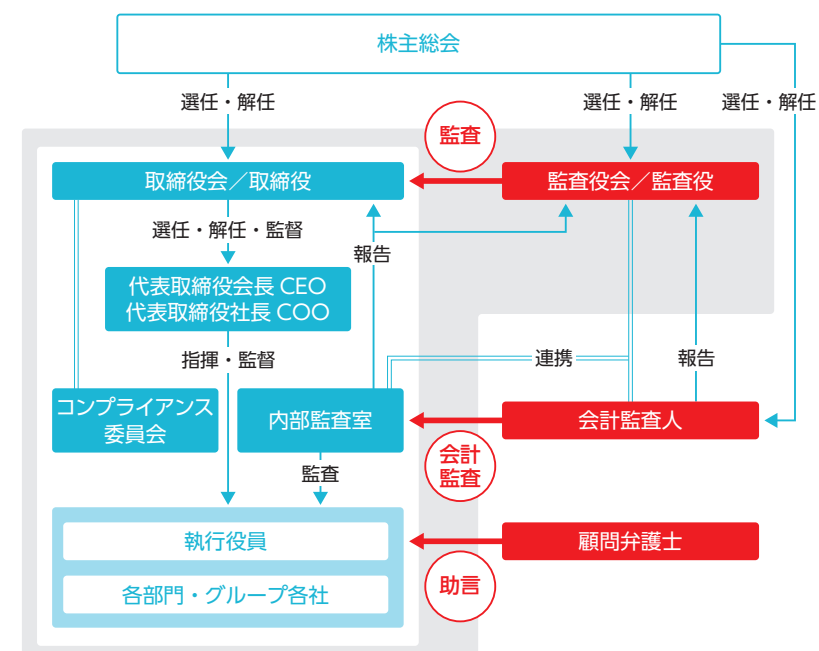 株主総会
選任・解任
選任・解任
選任・解任
監査
取締役会／取締役
監査役会／監査役
選任・解任・監督
報告
代表取締役会長 CEO
代表取締役社長 COO
指揮・監督
連携
報告
コンプライアンス
委員会
内部監査室
会計監査人
会計
監査
監査
執行役員
顧問弁護士
助言
各部門・グループ各社